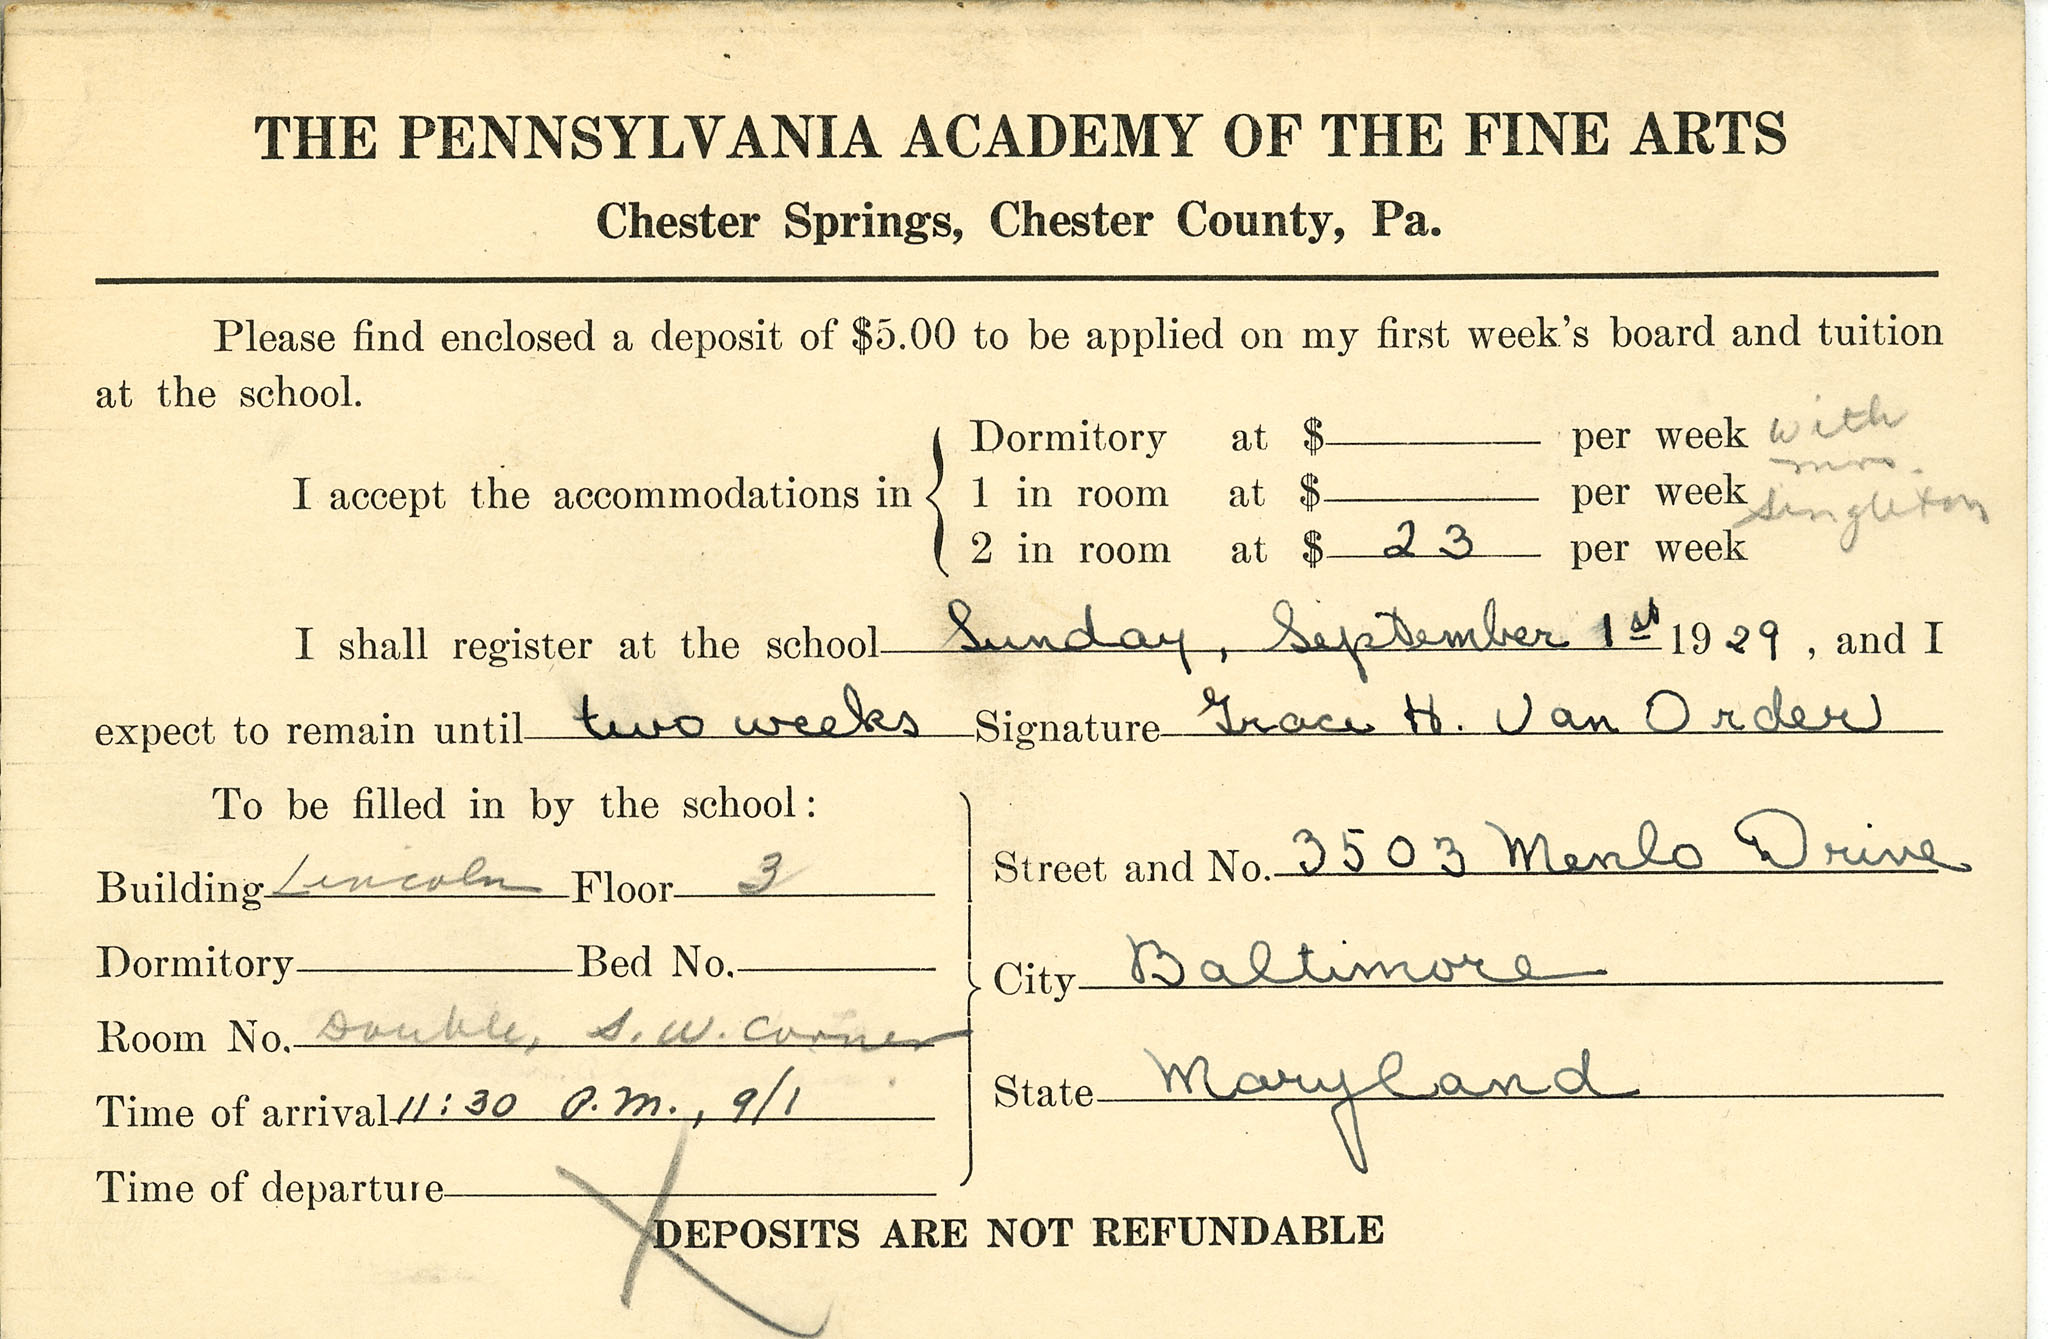 THE PENNSYLVANIA ACADEMY OF THE FINE ARTS
Chester Springs, Chester County, Pa.
Please find enclosed a deposit of $5.00 to be applied on my first week's board and tuition
at the school.
I accept the accommodations in
Dormitory at $ per week
1 in room at $ per week
2 in room at $ 23 per week
with
Mrs.
Singleton
I shall register at the school Sunday, September 1st 1929, and I
expect to remain until two weeks Signature Grace H. Van Order
To be filled in by the school:
Building Lincoln Floor 3
Dormitory Bed No.
Room No. Double, S.W. Corner
Time of arrival 11:30 P.M., 9/1
Time of departure
Street and No. 3503 Menlo Drive
City Baltimore
State Maryland
DEPOSITS ARE NOT REFUNDABLE